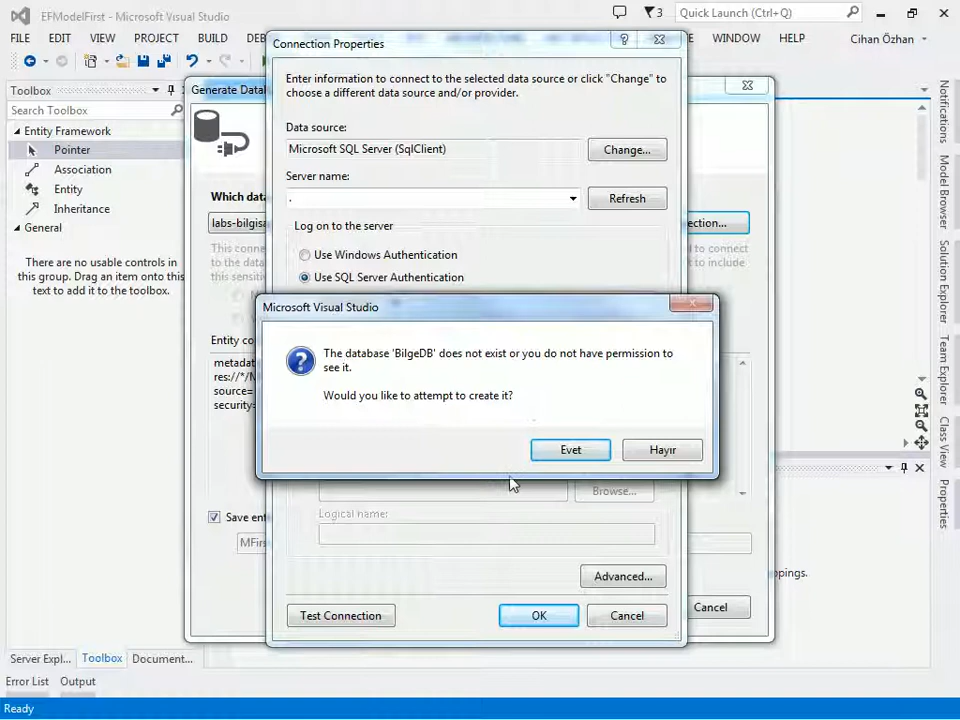 EFModelFirst - Microsoft Visual Studio
3
Quick Launch (Ctrl+Q)
FILE EDIT VIEW PROJECT BUILD WINDOW HELP
Cihan Özhan
Toolbox
Search Toolbox
Entity Framework
Pointer
Association
Entity
Inheritance
General
There are no usable controls in
this group. Drag an item onto this
text to add it to the toolbox.
Connection Properties
Enter information to connect to the selected data source or click "Change" to
choose a different data source and/or provider.
Data source:
Microsoft SQL Server (SqlClient)
Change...
Server name:
.
Refresh
Log on to the server
Use Windows Authentication
Use SQL Server Authentication
Microsoft Visual Studio
The database 'BilgeDB' does not exist or you do not have permission to
see it.
Would you like to attempt to create it?
Evet
Hayır
Browse...
Logical name:
Advanced...
Test Connection
OK
Cancel
Cancel
Notifications
Model Browser
Solution Explorer
Team Explorer
Class View
Properties
Server Expl...
Toolbox
Document...
Error List
Output
Ready